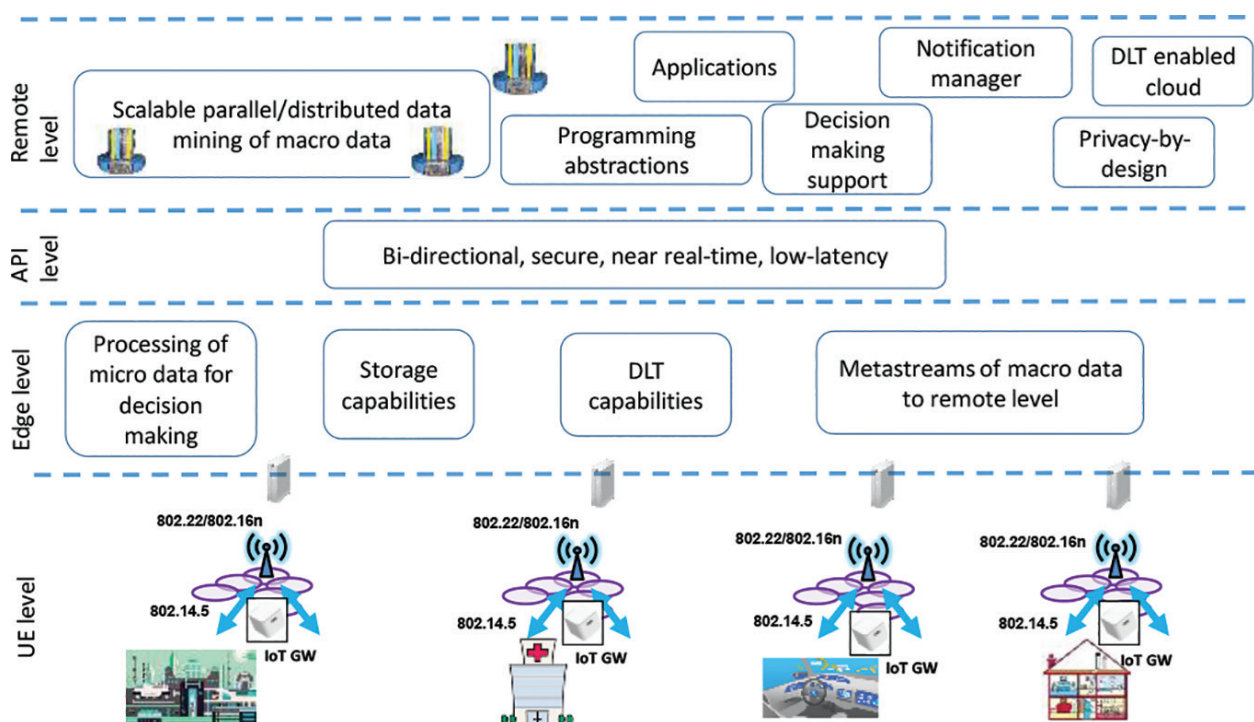 Remote
level
Scalable parallel/distributed data
mining of macro data
Applications
Programming
abstractions
Decision
making
support
Notification
manager
DLT enabled
cloud
Privacy-by-
design
API
level
Bi-directional, secure, near real-time, low-latency
Edge level
Processing of
micro data for
decision
making
Storage
capabilities
DLT
capabilities
Metastreams of macro data
to remote level
UE level
802.22/802.16n
802.14.5
IoT GW
802.22/802.16n
802.14.5
IoT GW
802.22/802.16n
802.14.5
IoT GW
802.22/802.16n
802.14.5
IoT GW